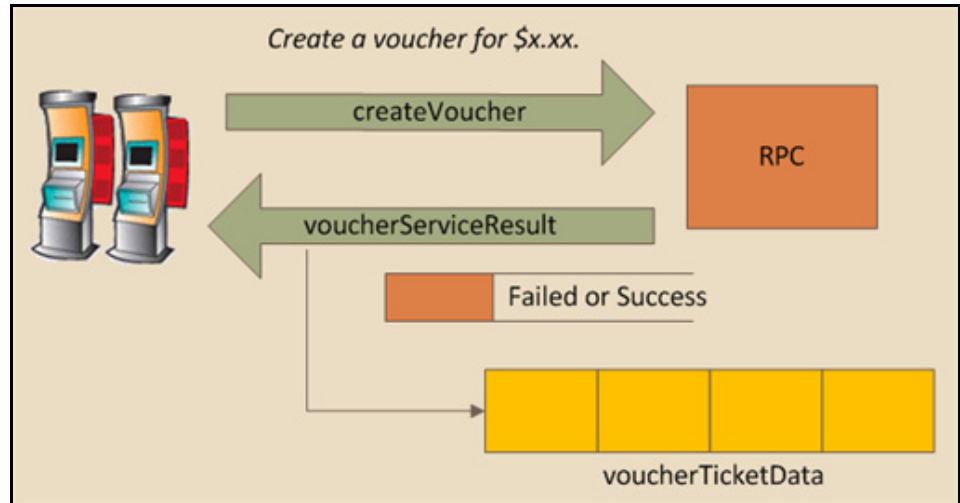 Create a voucher for $x.xx.
createVoucher
RPC
voucherServiceResult
Failed or Success
voucherTicketData